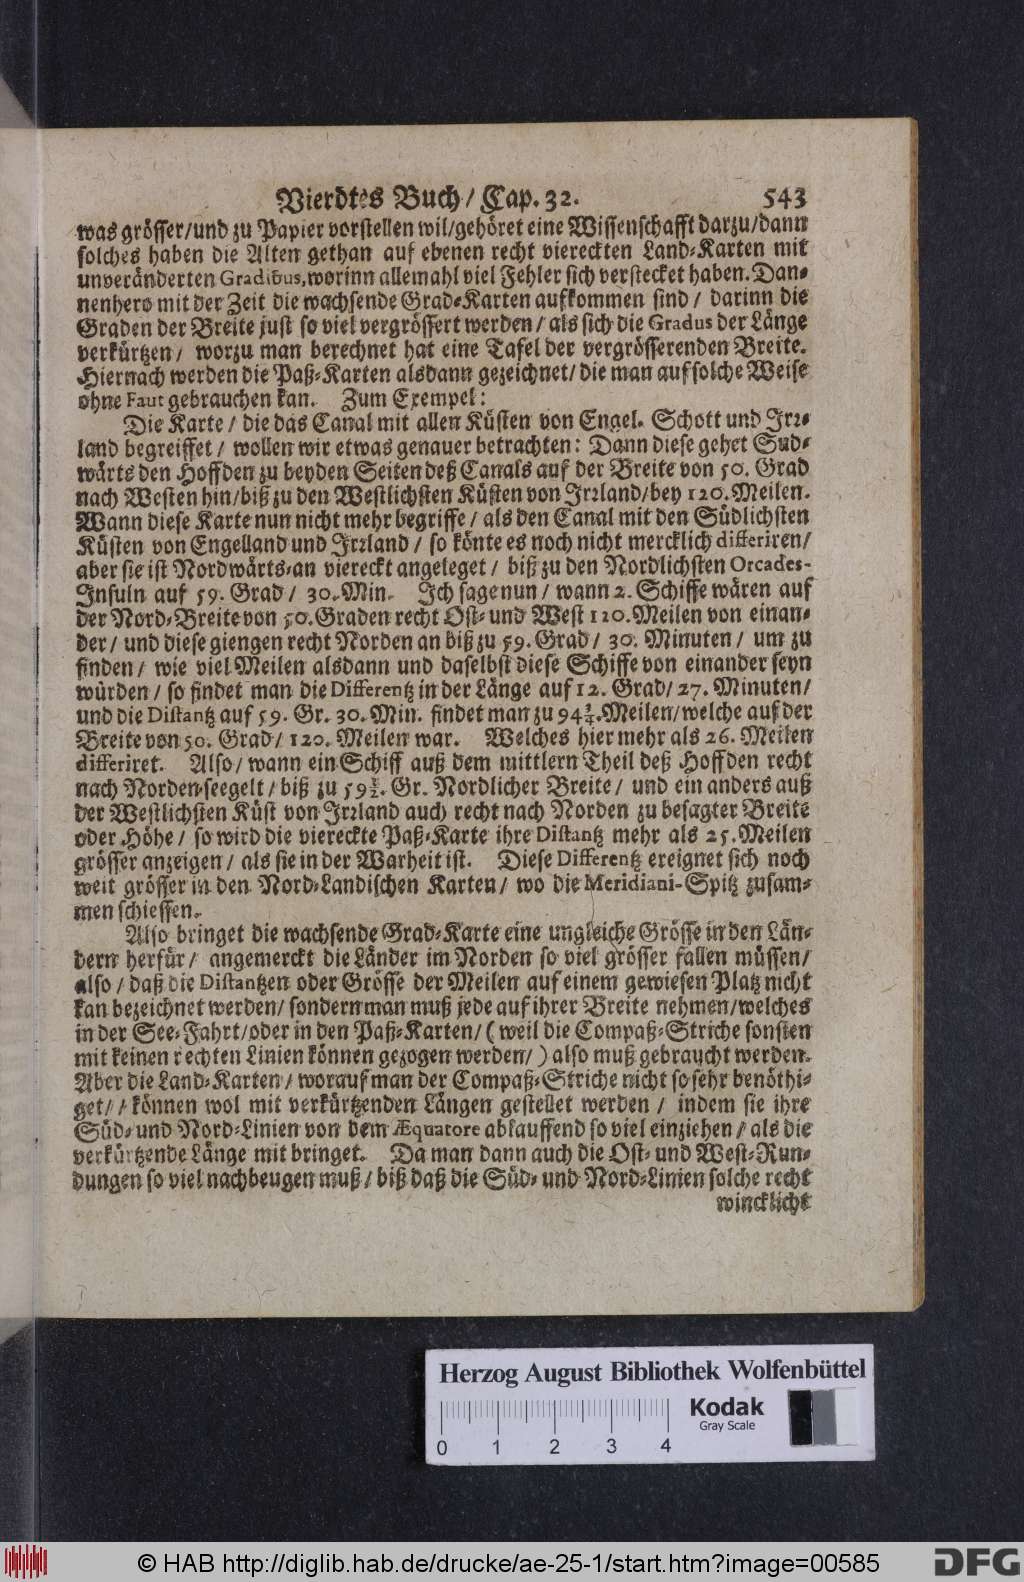 Vierdtes Buch / Cap. 32. 543
was grösser/und zu Papier vorstellen wil/gehöret eine Wissenschafft darzu/dann
solches haben die Alten gethan auf ebenen recht viereckten Land-Karten mit
unveränderten Gradibus, worinn allemahl viel Fehler sich verstecket haben. Dan-
nenhero mit der Zeit die wachsende Grad-Karten aufkommen sind / darinn die
Graden der Breite just so viel vergrössert werden / als sich die Gradus der Länge
verkürtzen / worzu man berechnet hat eine Tafel der vergrösserenden Breite.
Hiernach werden die Paß-Karten alsdann gezeichnet / die man auf solche Weise
ohne Faut gebrauchen kan. Zum Exempel:
Die Karte / die das Canal mit allen Küsten von Engel- Schott und Irr-
land begreiffet / wollen wir etwas genauer betrachten: Dann diese gehet Sud-
wärts den Hoffden zu beyden Seiten deß Canals auf der Breite von 50. Grad
nach Westen hin/biß zu den Westlichsten Küsten von Irrland/bey 120. Meilen.
Wann diese Karte nun nicht mehr begriffe / als den Canal mit den Südlichsten
Küsten von Engelland und Irrland / so könte es noch nicht mercklich differiren/
aber sie ist Nordwärts-an viereckt angeleget / biß zu den Nordlichsten Orcades-
Insuln auf 59. Grad / 30. Min. Ich sage nun / wann 2. Schiffe wären auf
der Nord-Breite von 50. Graden recht Ost- und West 120. Meilen von einan-
der / und diese giengen recht Norden an biß zu 59. Grad / 30. Minuten / um zu
finden / wie viel Meilen alsdann und daselbst diese Schiffe von einander seyn
würden / so findet man die Differentz in der Länge auf 12. Grad / 27. Minuten/
und die Distantz auf 59. Gr. 30. Min. findet man zu 94 3/4. Meilen/welche auf der
Breite von 50. Grad / 120. Meilen war. Welches hier mehr als 26. Meilen
differiret. Also / wann ein Schiff auß dem mittlern Theil deß Hoffden recht
nach Norden seegelt / biß zu 59 1/2. Gr. Nordlicher Breite / und ein anders auß
der Westlichsten Küst von Irrland auch recht nach Norden zu besagter Breite
oder Höhe / so wird die viereckte Paß-Karte ihre Distantz mehr als 25. Meilen
grösser anzeigen / als sie in der Warheit ist. Diese Differentz ereignet sich noch
weit grösser in den Nord-Landischen Karten / wo die Meridiani-Spitz zusam-
men schiessen.
Also bringet die wachsende Grad-Karte eine ungleiche Grösse in den Län-
dern herfür / angemerckt die Länder im Norden so viel grösser fallen müssen/
also / daß die Distantzen oder Grösse der Meilen auf einem gewiesen Platz nicht
kan bezeichnet werden / sondern man muß jede auf ihrer Breite nehmen/welches
in der See-Fahrt/oder in den Paß-Karten / ( weil die Compaß-Striche sonsten
mit keinen rechten Linien können gezogen werden / ) also muß gebraucht werden.
Aber die Land-Karten / worauf man der Compaß-Striche nicht so sehr benöthi-
get / / können wol mit verkürtzenden Längen gestellet werden / indem sie ihre
Süd- und Nord-Linien von dem Æquatore ablauffend so viel einziehen / als die
verkürtzende Länge mit bringet. Da man dann auch die Ost- und West-Run-
dungen so viel nachbeugen muß / biß daß die Süd- und Nord-Linien solche recht
wincklicht
Herzog August Bibliothek Wolfenbüttel
Kodak
Gray Scale
0 1 2 3 4
© HAB http://diglib.hab.de/drucke/ae-25-1/start.htm?image=00585
DFG